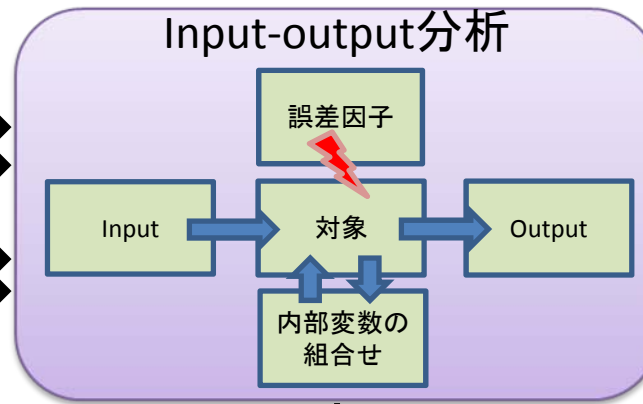 Input-output分析
誤差因子
Input
対象
Output
内部変数の
組合せ